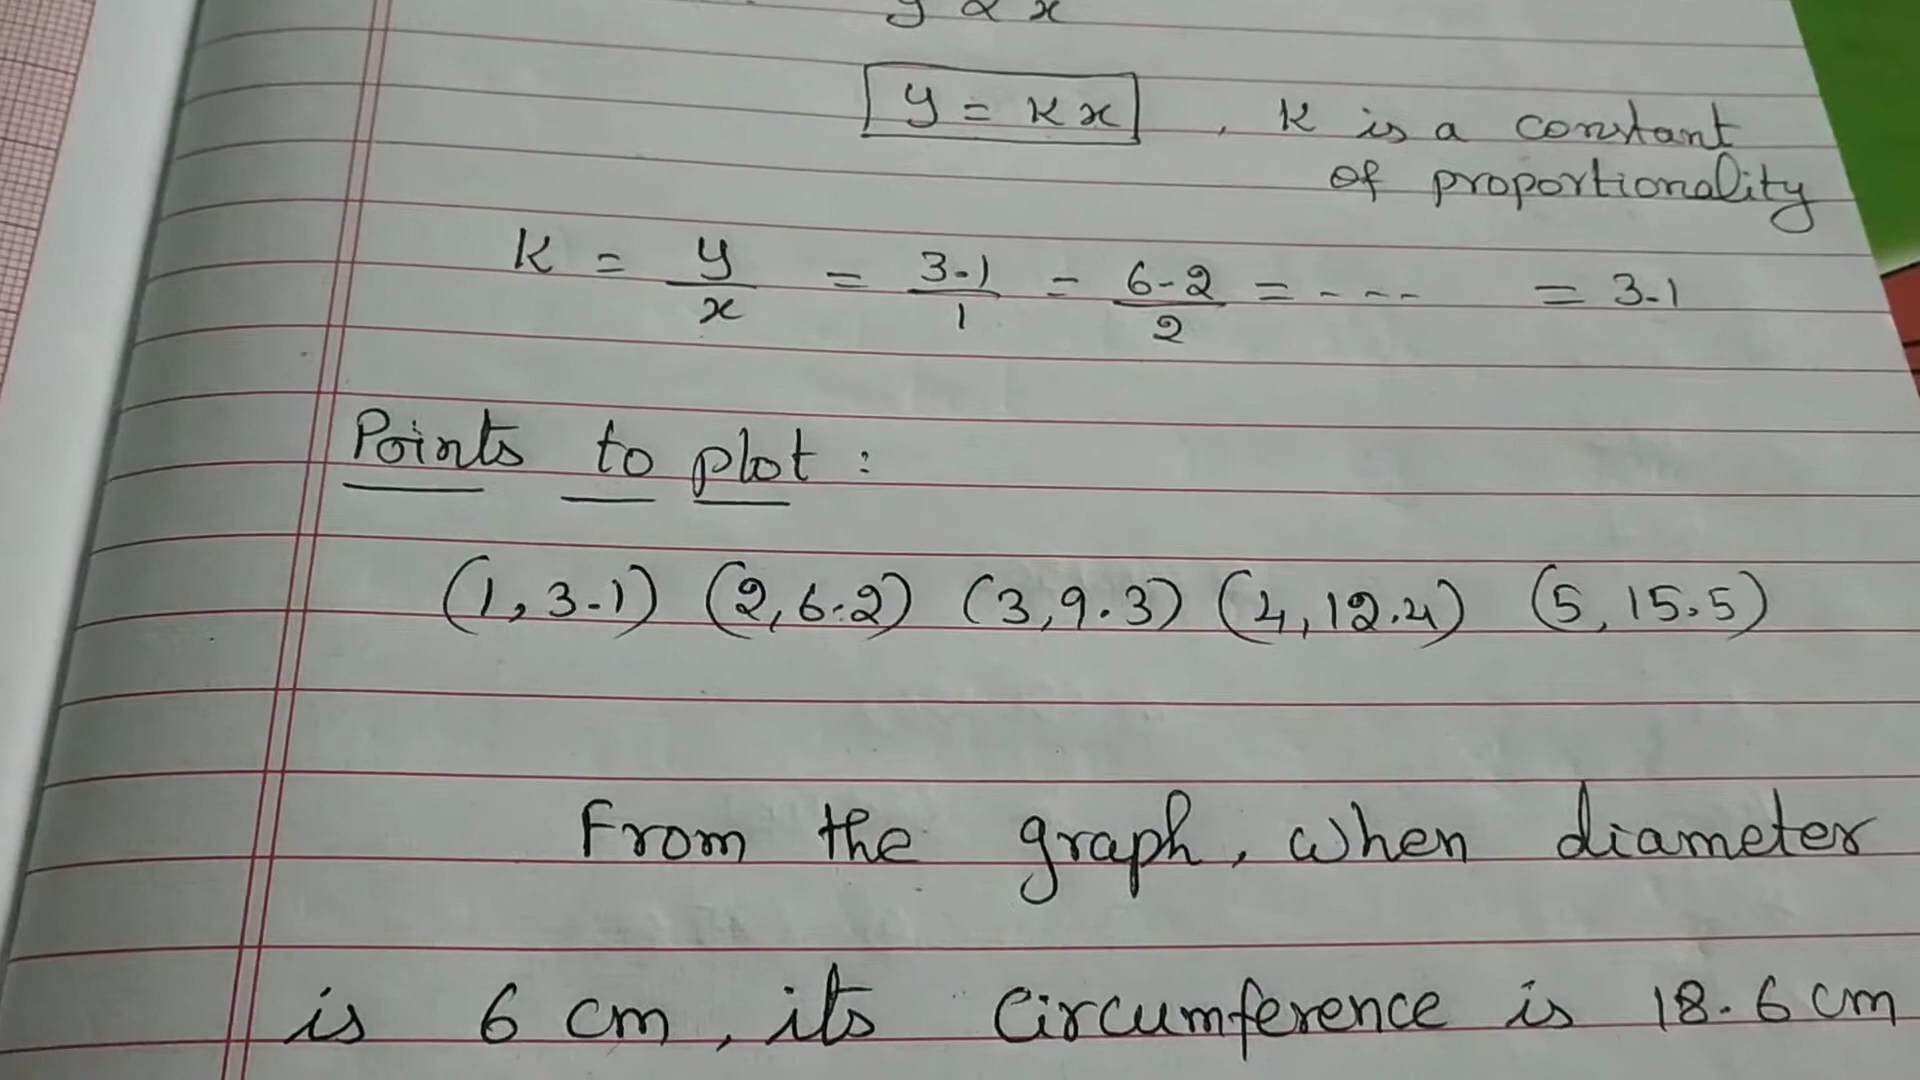 y ∝ x
y = kx , k is a constant
of proportionality
k = y/x = 3.1/1 = 6.2/2 = - - - - = 3.1
Points to plot :
(1, 3.1) (2, 6.2) (3, 9.3) (4, 12.4) (5, 15.5)
From the graph, when diameter
is 6 cm, its circumference is 18.6 cm